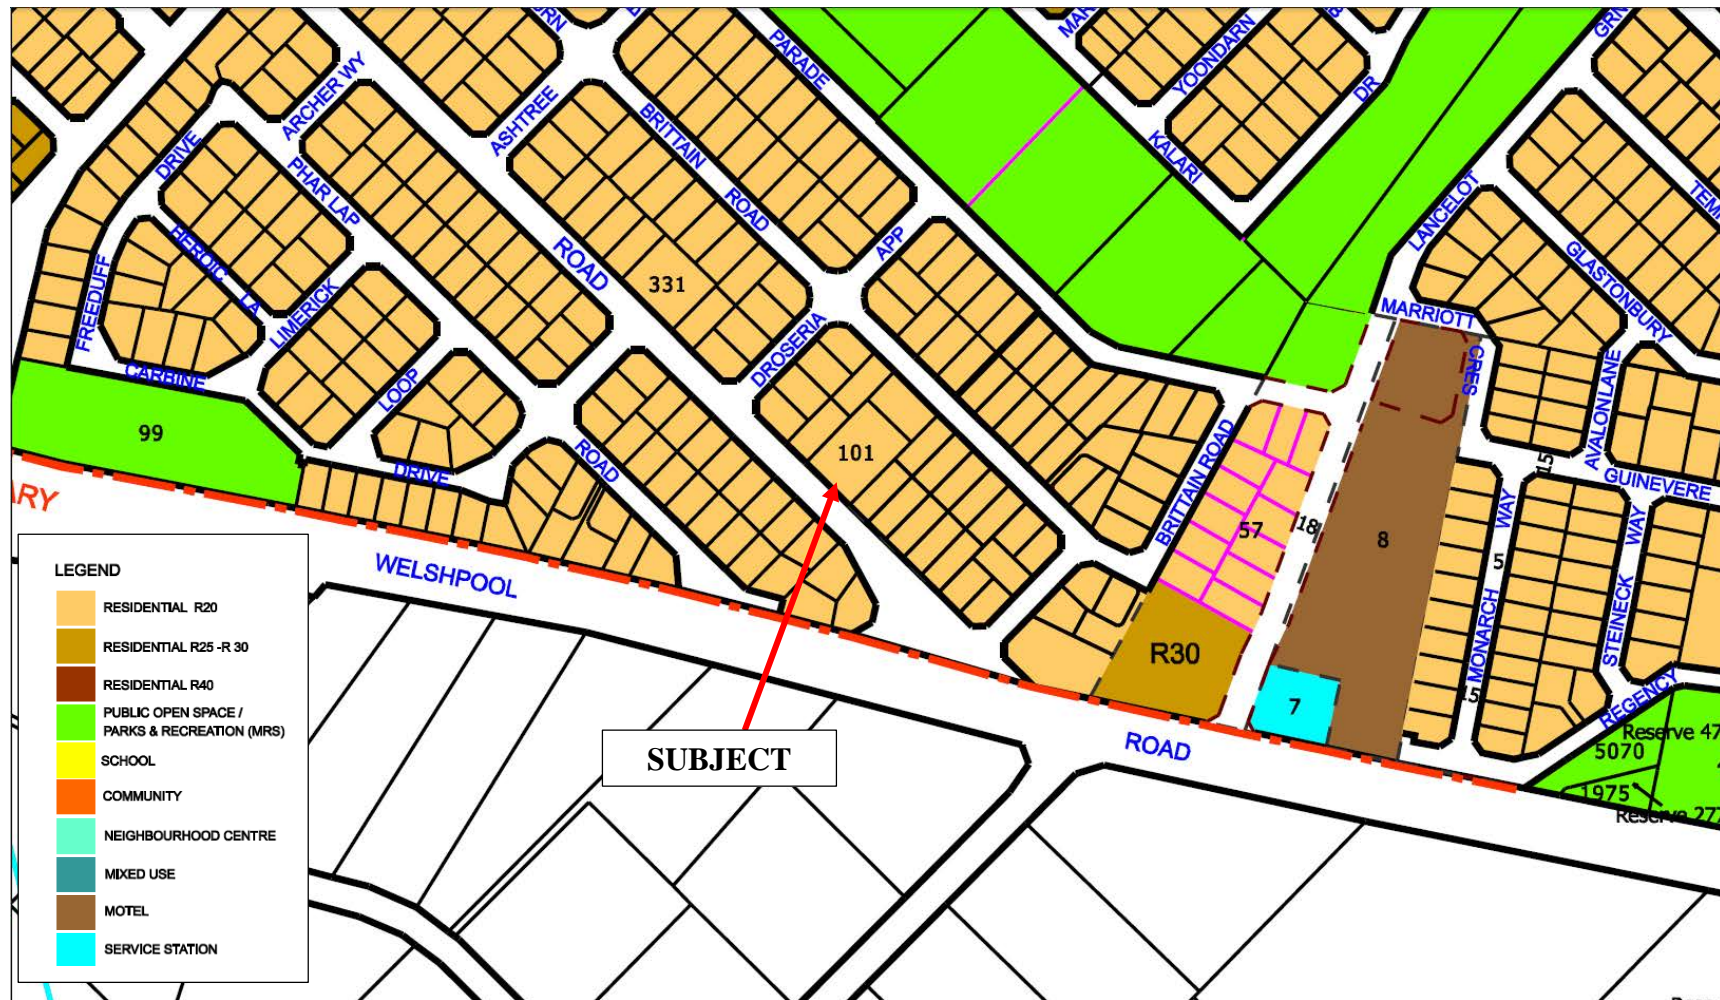 PARADE
YOONDARN
DR
KALARI
ARCHER WY
ASHTREE
BRITTAIN
ROAD
DRIVE
PHAR LAP
HEROIC
LA
LIMERICK
FREEDUFF
CARBINE
LOOP
DRIVE
ROAD
ROAD
APP
DROSERIA
331
101
99
LANCELOT
GLASTONBURY
MARRIOTT
CRES
AVALONLANE
GUINEVERE
15
WAY
WAY
5
MONARCH
STEINECK
15
REGENCY
BRITTAIN ROAD
57
18
8
R30
7
Reserve 47
5070
1975
WELSHPOOL
ROAD
SUBJECT
LEGEND
RESIDENTIAL R20
RESIDENTIAL R25 -R 30
RESIDENTIAL R40
PUBLIC OPEN SPACE /
PARKS & RECREATION (MRS)
SCHOOL
COMMUNITY
NEIGHBOURHOOD CENTRE
MIXED USE
MOTEL
SERVICE STATION